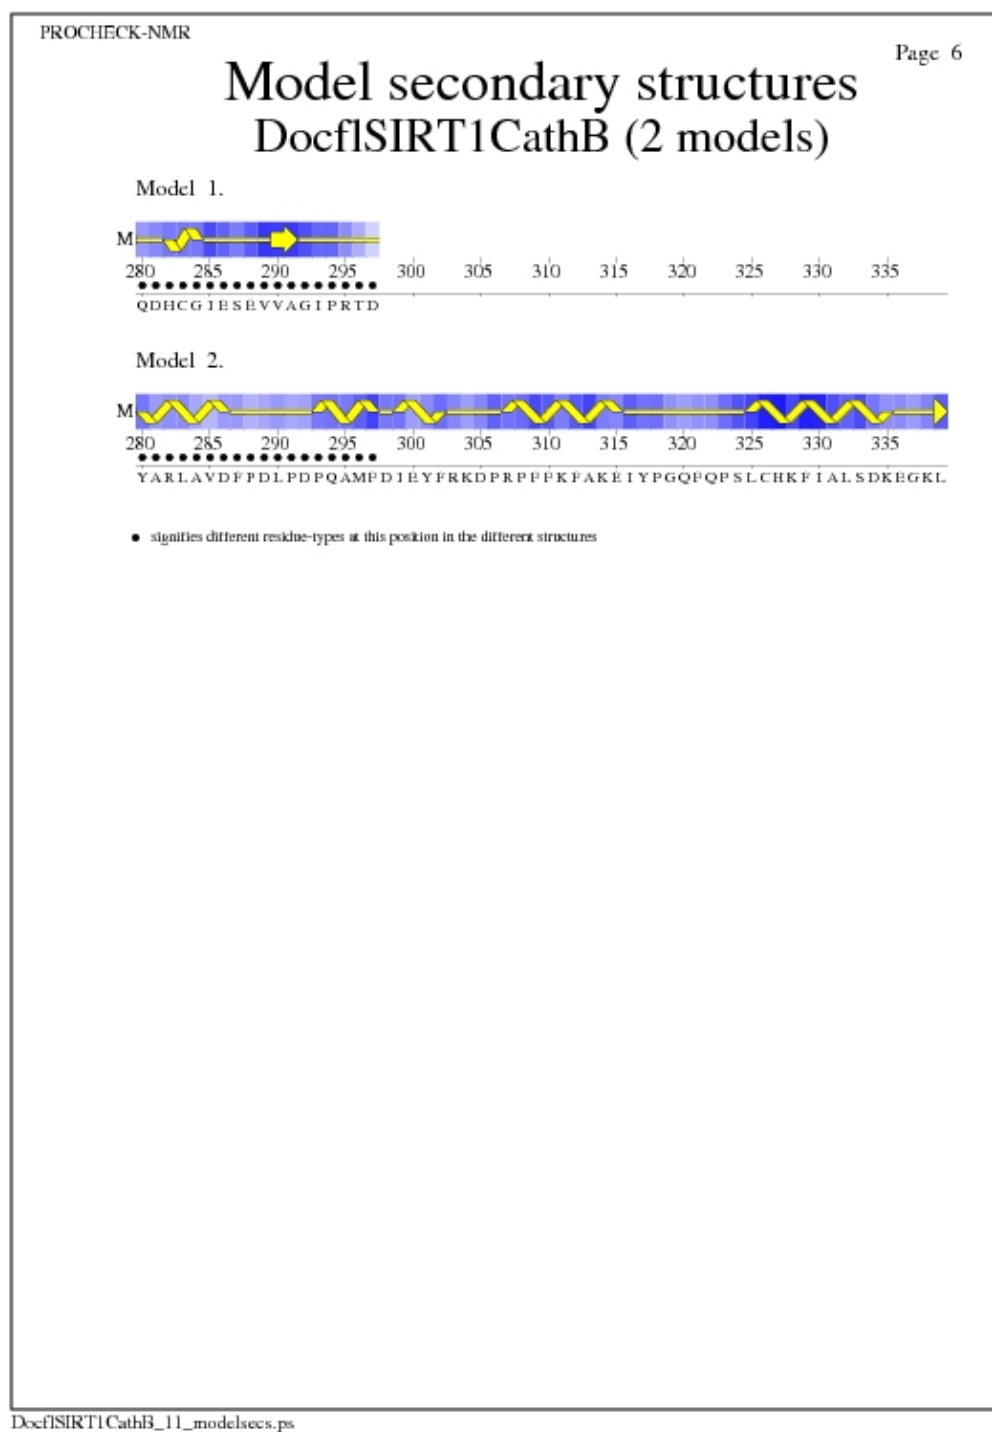 PROCHECK-NMR
Page 6
Model secondary structures
DocflSIRT1CathB (2 models)
Model 1.
M
280 285 290 295 300 305 310 315 320 325 330 335
QDHCGIESEVVAGIPRTD
Model 2.
M
280 285 290 295 300 305 310 315 320 325 330 335
YARLAVDFPDLPDPQAMFDIEYFRKDPRPFFKFAKEIYPGQFQPSLCHKFIALSDKEGKL
● signifies different residue-types at this position in the different structures
DocflSIRT1CathB_11_modelsecs.ps